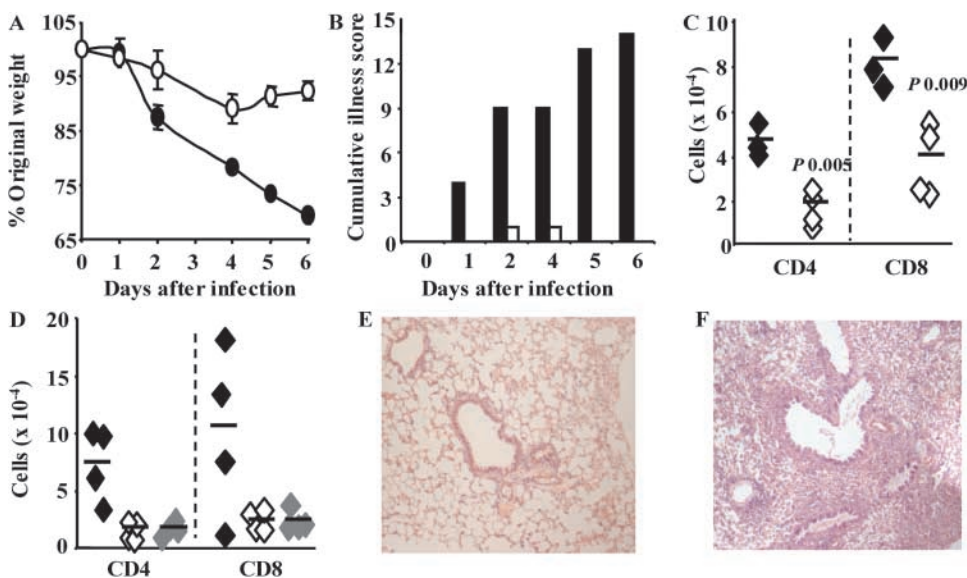 A
105
95
85
75
65
% Original weight
0 1 2 3 4 5 6
Days after infection
B
15
12
9
6
3
0
Cumulative illness score
0 1 2 4 5 6
Days after infection
C
10
8
6
4
2
0
Cells (x 10⁻⁴)
P 0.005
P 0.009
CD4 CD8
D
20
15
10
5
0
Cells (x 10⁻⁴)
CD4 CD8
E
F